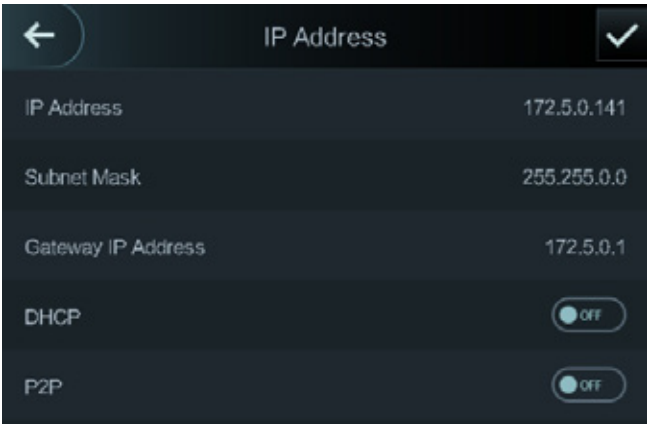 IP Address
IP Address 172.5.0.141
Subnet Mask 255.255.0.0
Gateway IP Address 172.5.0.1
DHCP OFF
P2P OFF